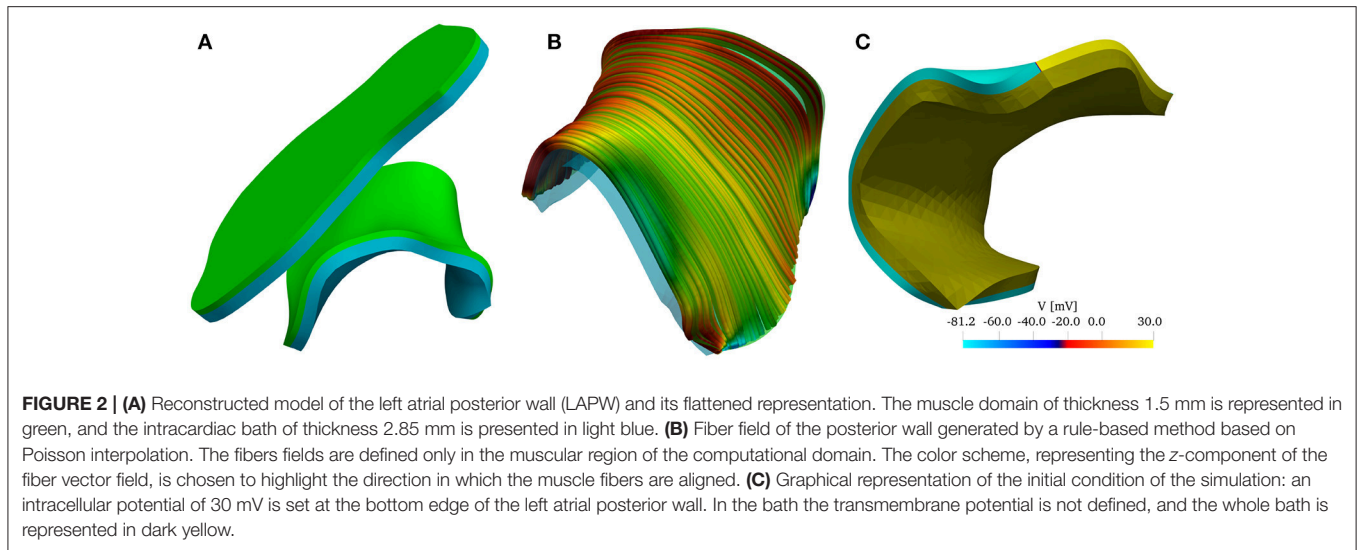 A
B
C
V [mV]
-81.2 -60.0 -40.0 -20.0 0.0 30.0
FIGURE 2 | (A) Reconstructed model of the left atrial posterior wall (LAPW) and its flattened representation. The muscle domain of thickness 1.5 mm is represented in
green, and the intracardiac bath of thickness 2.85 mm is presented in light blue. (B) Fiber field of the posterior wall generated by a rule-based method based on
Poisson interpolation. The fibers fields are defined only in the muscular region of the computational domain. The color scheme, representing the z-component of the
fiber vector field, is chosen to highlight the direction in which the muscle fibers are aligned. (C) Graphical representation of the initial condition of the simulation: an
intracellular potential of 30 mV is set at the bottom edge of the left atrial posterior wall. In the bath the transmembrane potential is not defined, and the whole bath is
represented in dark yellow.